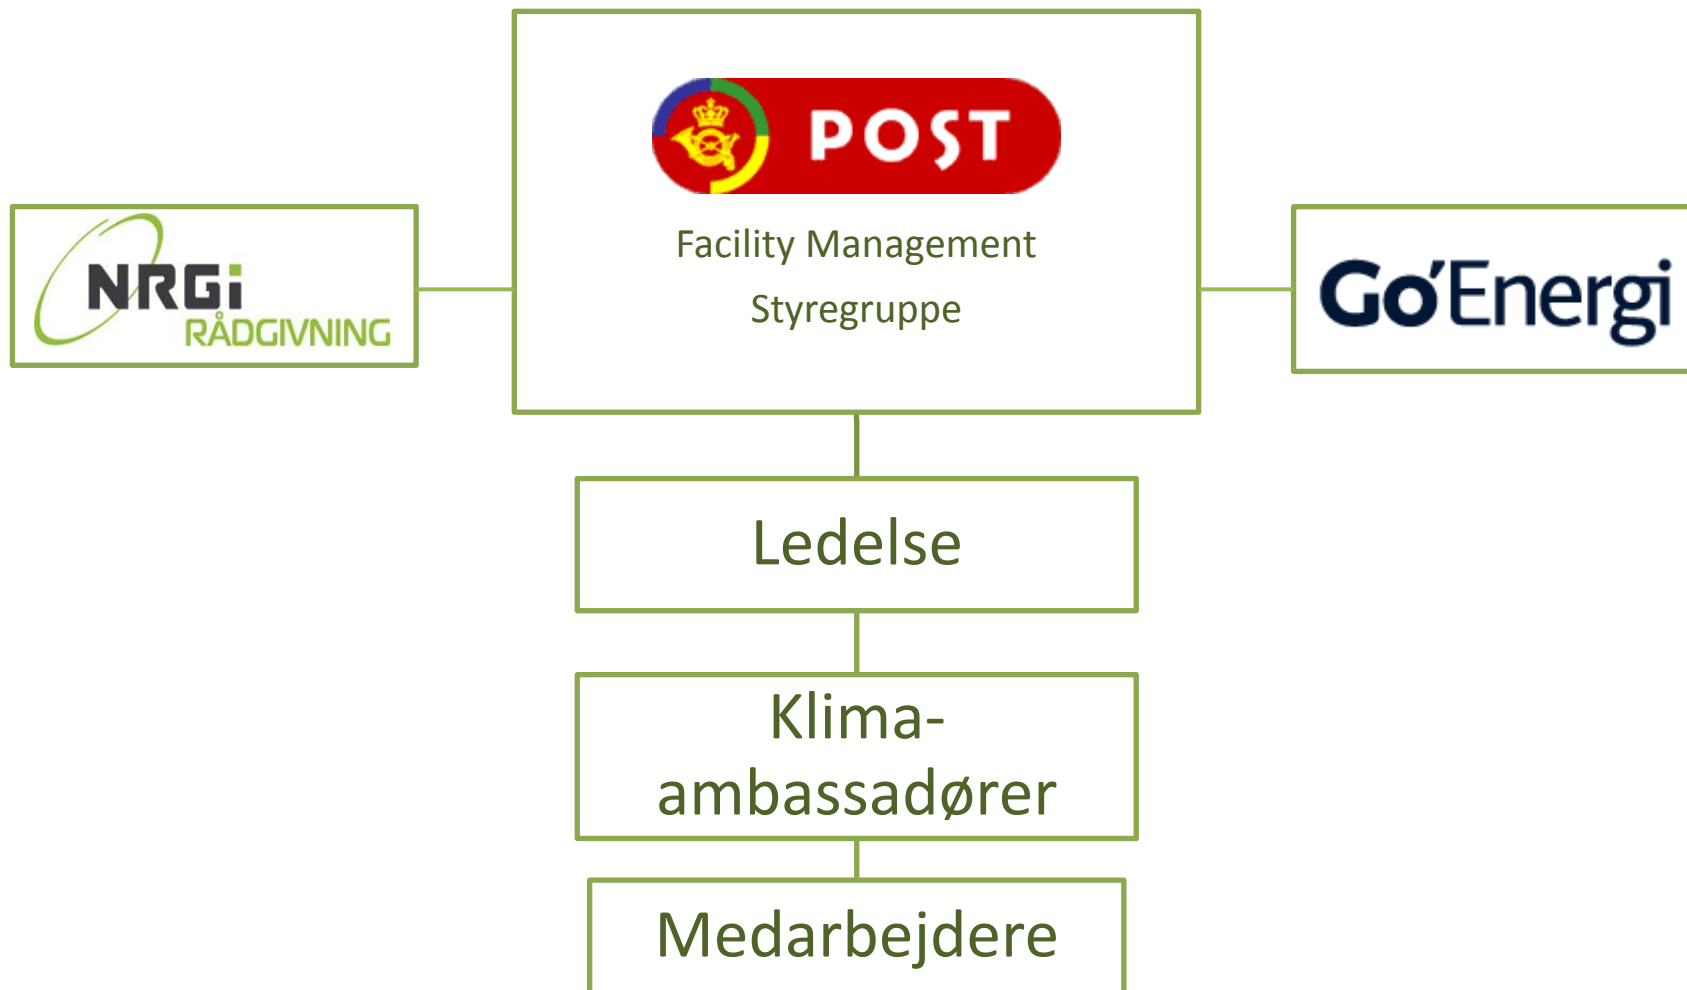 POST
Facility Management
Styregruppe
NRGi
RÅDGIVNING
Go'Energi
Ledelse
Klima-
ambassadører
Medarbejdere